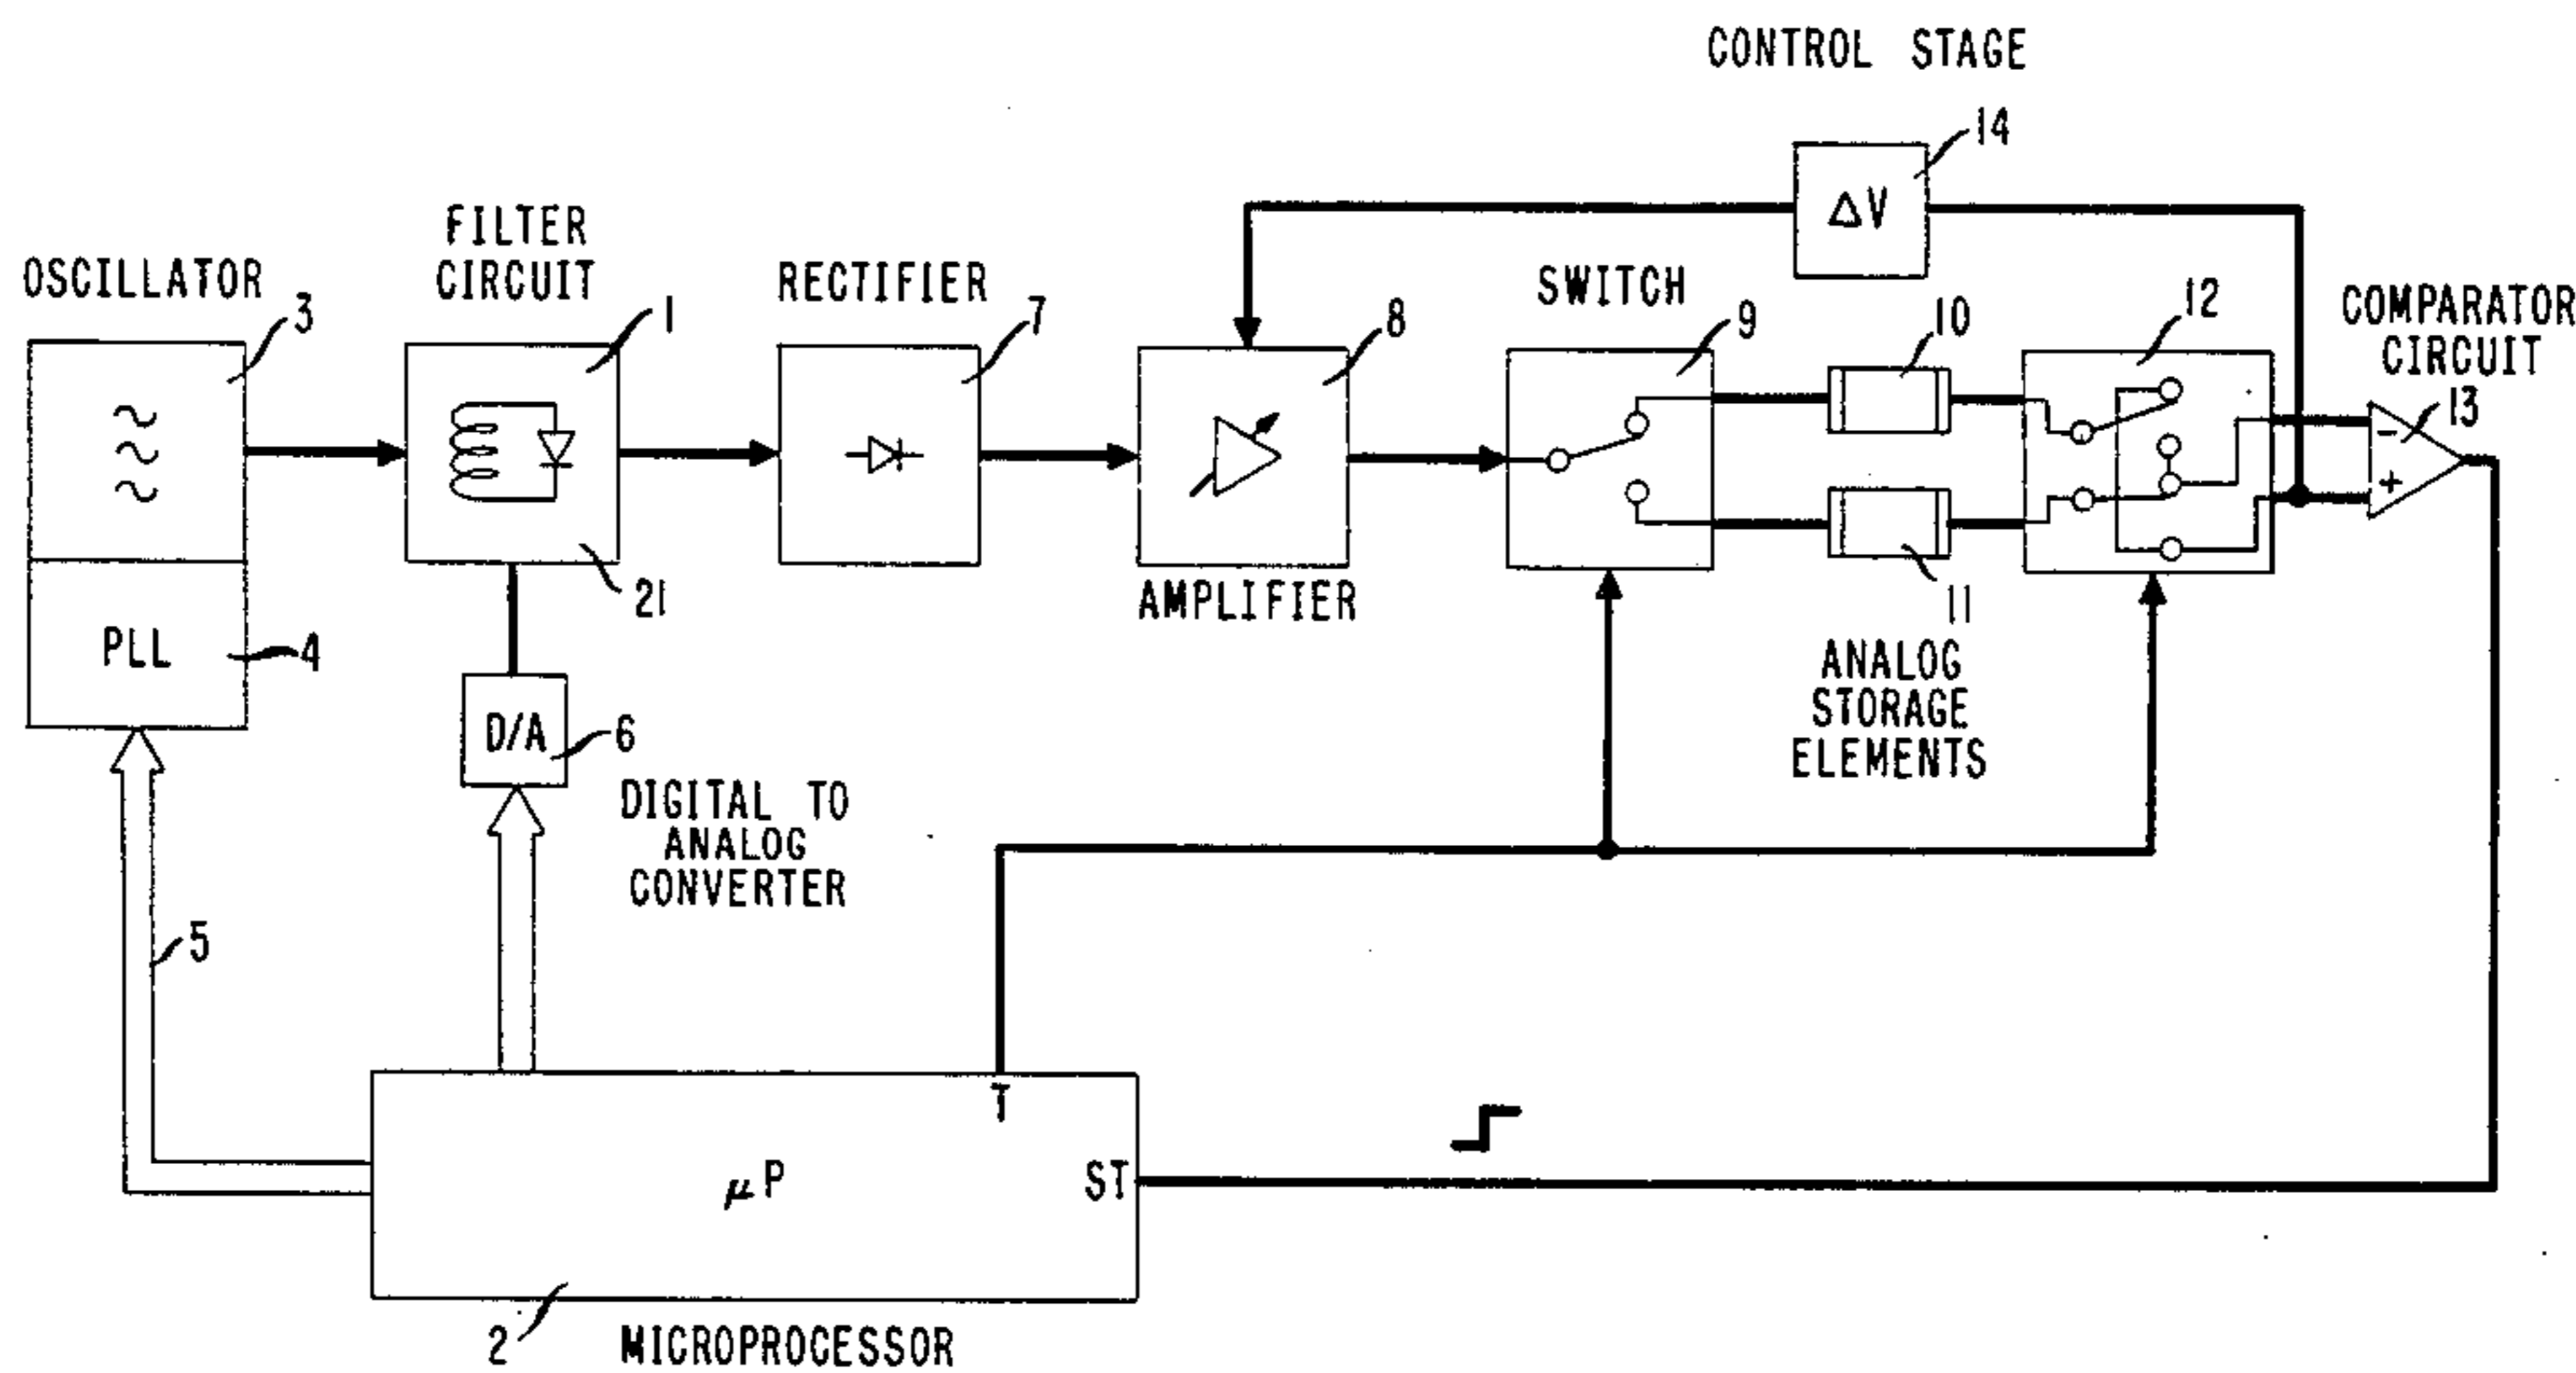 CONTROL STAGE
14
ΔV
FILTER
CIRCUIT
OSCILLATOR
3
1
RECTIFIER
7
8
SWITCH
9
10
12
COMPARATOR
CIRCUIT
13
-
+
21
AMPLIFIER
11
PLL
4
D/A
6
ANALOG
STORAGE
ELEMENTS
DIGITAL TO
ANALOG
CONVERTER
5
T
μP
ST
2
MICROPROCESSOR